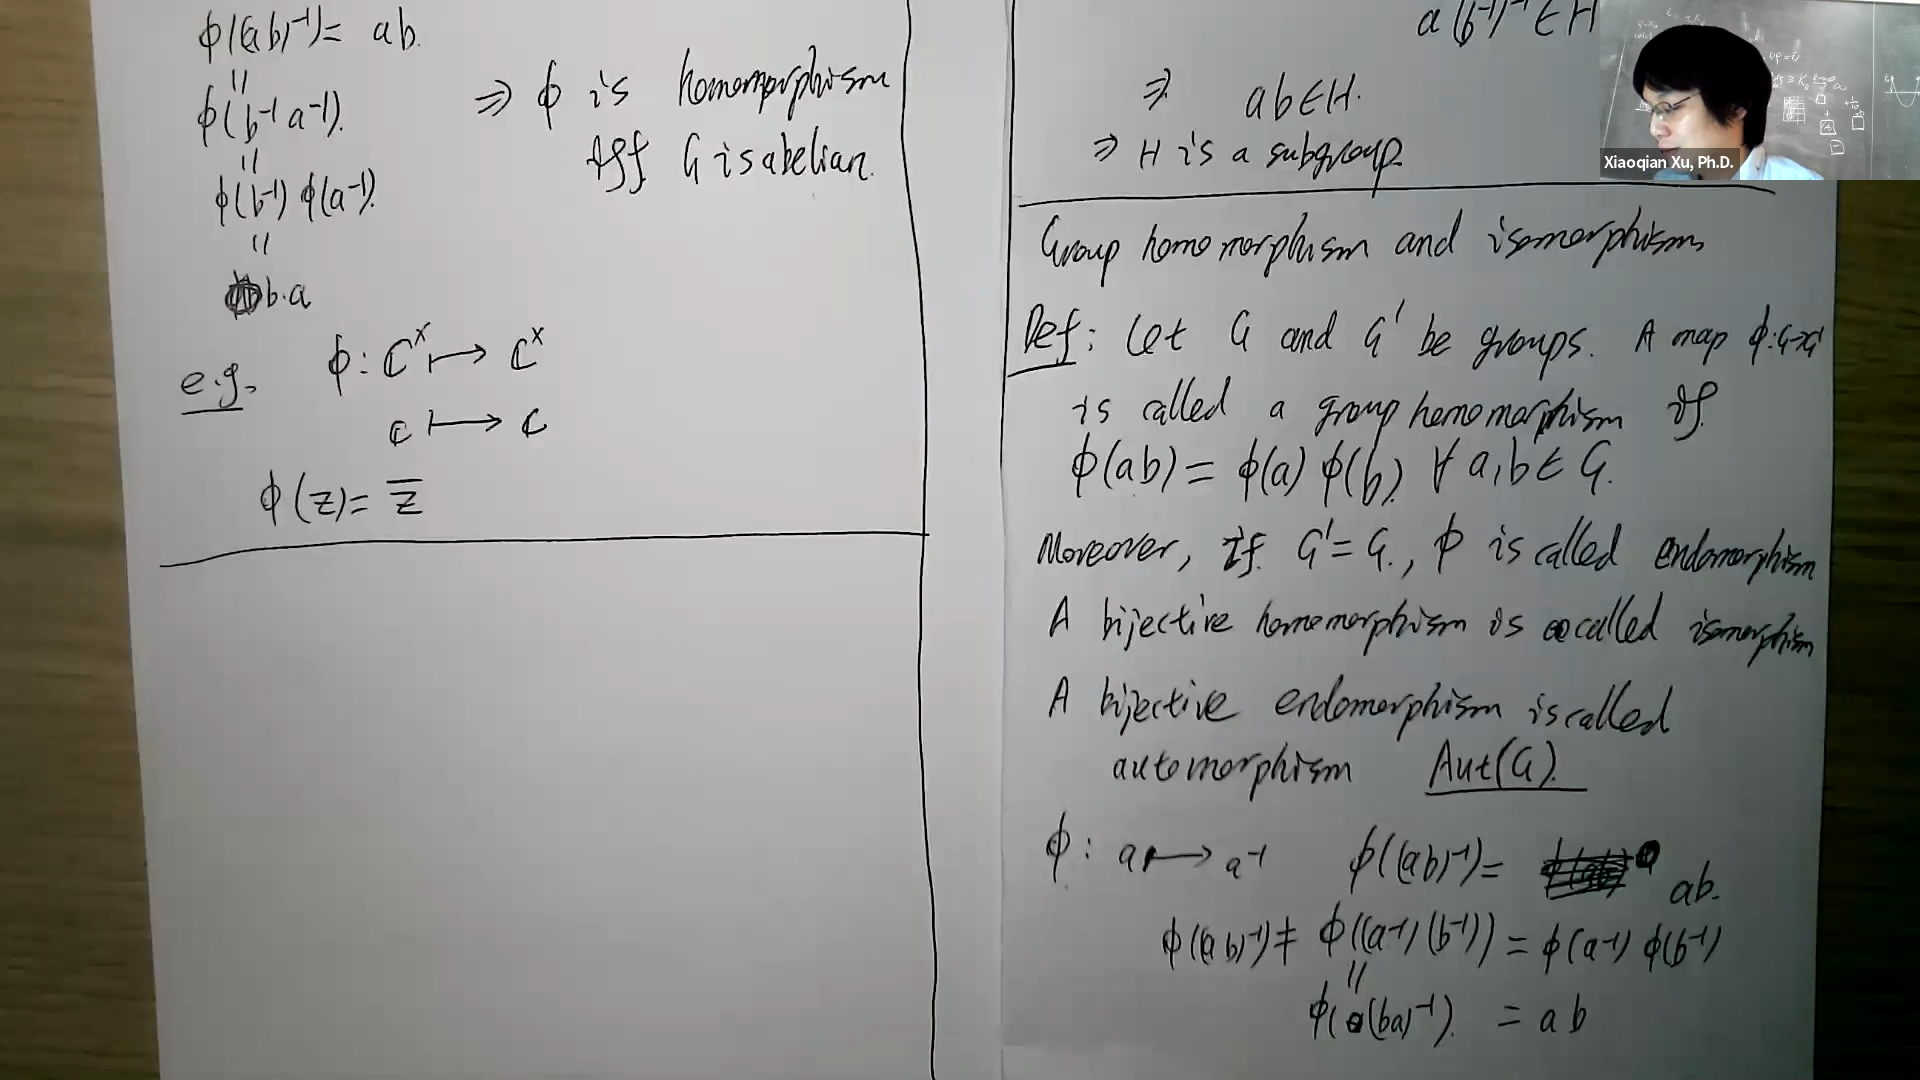 φ((ab)⁻¹) = ab.
=
φ(b⁻¹a⁻¹).
=
φ(b⁻¹) φ(a⁻¹).
=
b·a
⇒ φ is homomorphism
iff G is abelian.
e.g. φ: ℂˣ ↦ ℂˣ
ℂ ↦ ℂ
φ(z) = z̅
a(b⁻¹)⁻¹ ∈ H
⇒ ab ∈ H.
⇒ H is a subgroup.
Group homomorphism and isomorphism
Def: Let G and G' be groups. A map φ: G→G'
is called a group homomorphism if
φ(ab) = φ(a) φ(b). ∀ a,b ∈ G.
Moreover, if G' = G., φ is called endomorphism
A bijective homomorphism is called isomorphism
A bijective endomorphism is called
automorphism Aut(G).
φ: a ↦ a⁻¹ φ((ab)⁻¹) = ab.
φ((ab)⁻¹) ≠ φ((a⁻¹)(b⁻¹)) = φ(a⁻¹) φ(b⁻¹)
=
φ((ba)⁻¹). = ab
Xiaoqian Xu, Ph.D.